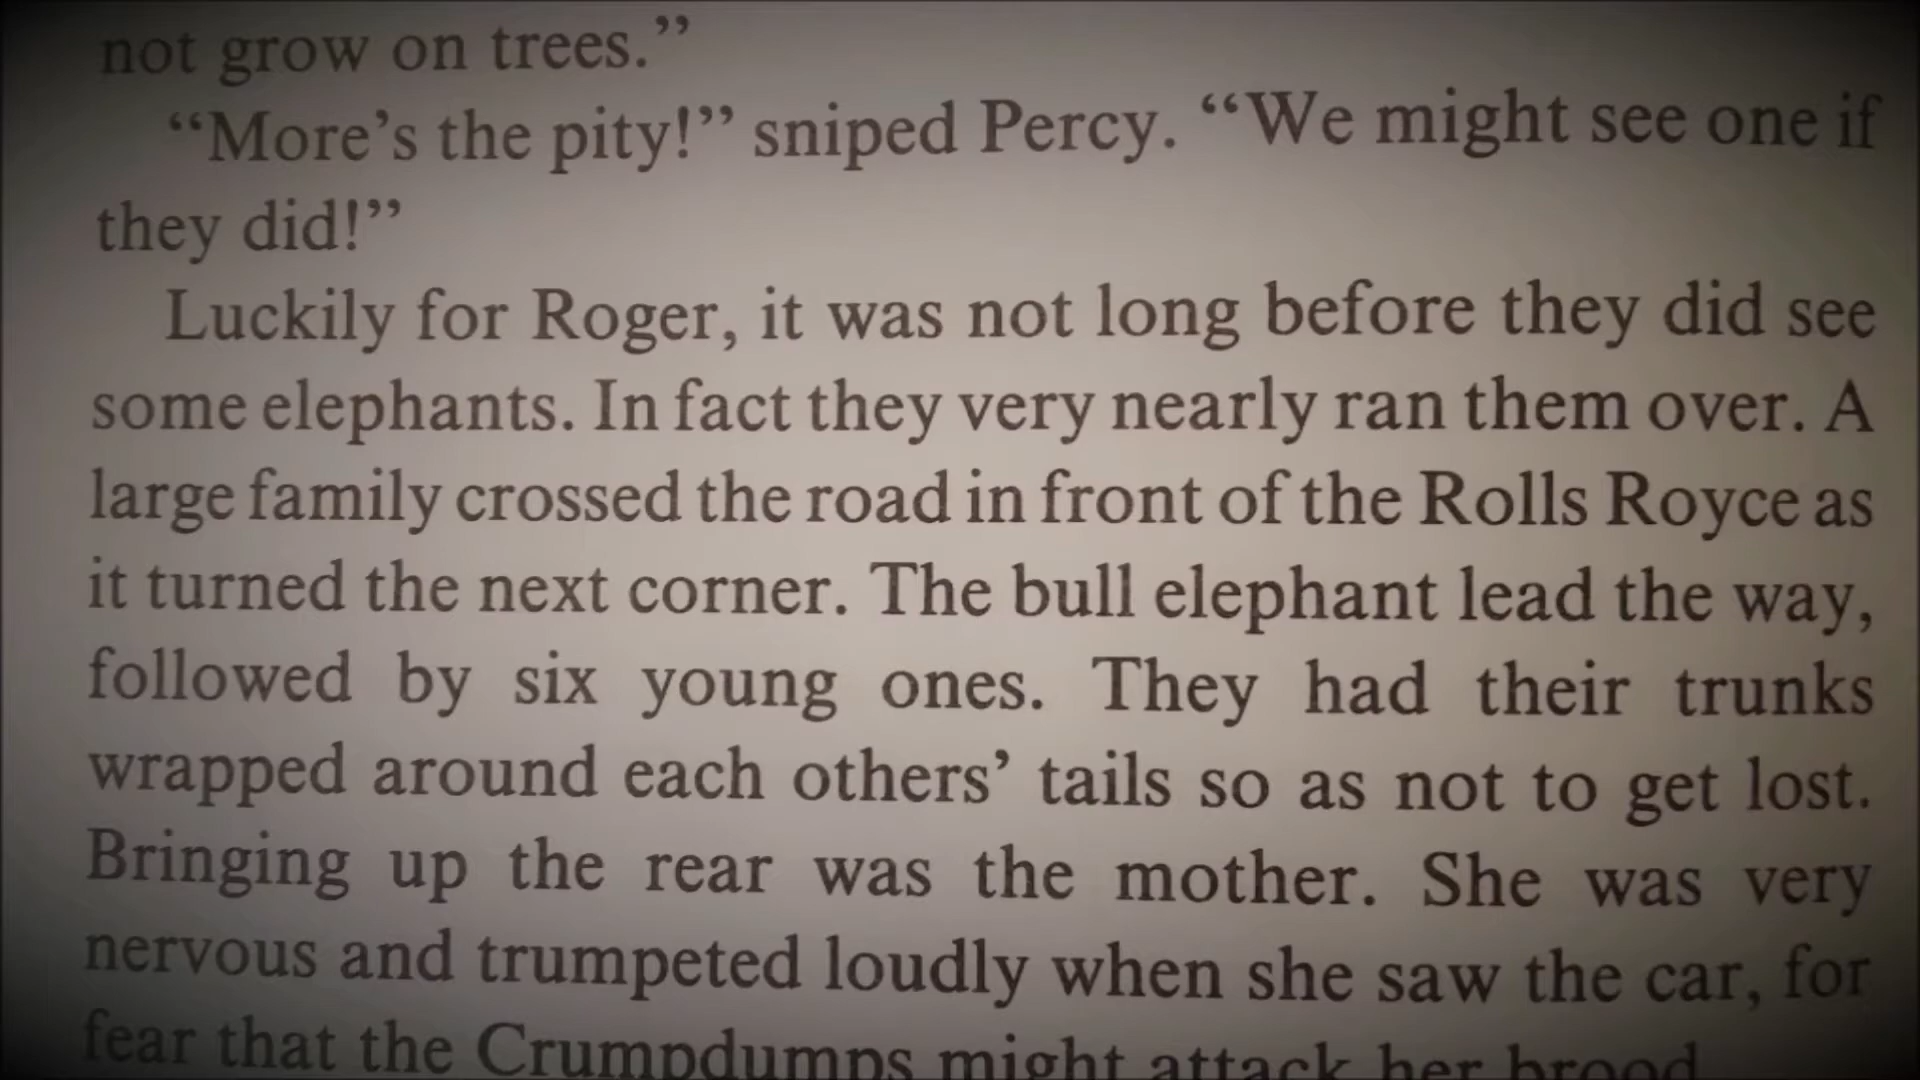 not grow on trees.”
“More’s the pity!” sniped Percy. “We might see one if
they did!”
Luckily for Roger, it was not long before they did see
some elephants. In fact they very nearly ran them over. A
large family crossed the road in front of the Rolls Royce as
it turned the next corner. The bull elephant lead the way,
followed by six young ones. They had their trunks
wrapped around each others’ tails so as not to get lost.
Bringing up the rear was the mother. She was very
nervous and trumpeted loudly when she saw the car, for
fear that the Crumpdumps might attack her brood